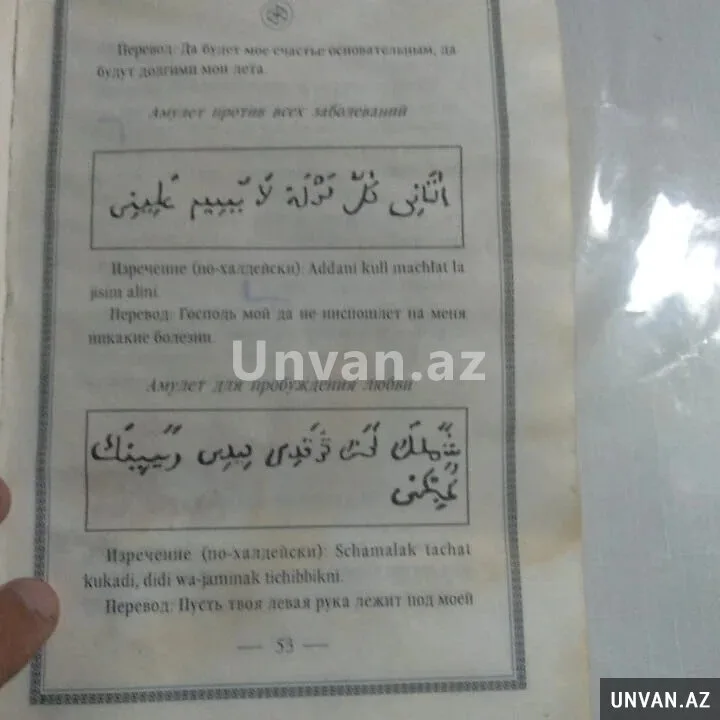 Перевод: Да будет мое счастье основательным, да
будут долгими мои лета.
Амулет против всех заболеваний
Изречение (по-халдейски): Addani kull machlat la
jisim alini.
Перевод: Господь мой да не ниспошлет на меня
никакие болезни.
Unvan.az
Амулет для пробуждения любви
Изречение (по-халдейски): Schamalak tachat
kukadi, didi wa-jammak tichibbikni.
Перевод: Пусть твоя левая рука лежит под моей
— 53 —
UNVAN.AZ